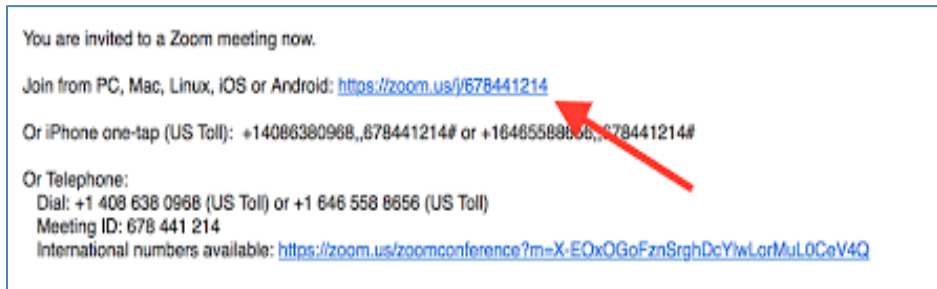 You are invited to a Zoom meeting now.
Join from PC, Mac, Linux, iOS or Android: https://zoom.us/j/678441214
Or iPhone one-tap (US Toll): +14086380968,,678441214# or +16465588656,,678441214#
Or Telephone:
Dial: +1 408 638 0968 (US Toll) or +1 646 558 8656 (US Toll)
Meeting ID: 678 441 214
International numbers available: https://zoom.us/zoomconference?m=X-EOxOGoFznSrghDcYlwLorMuL0CeV4Q